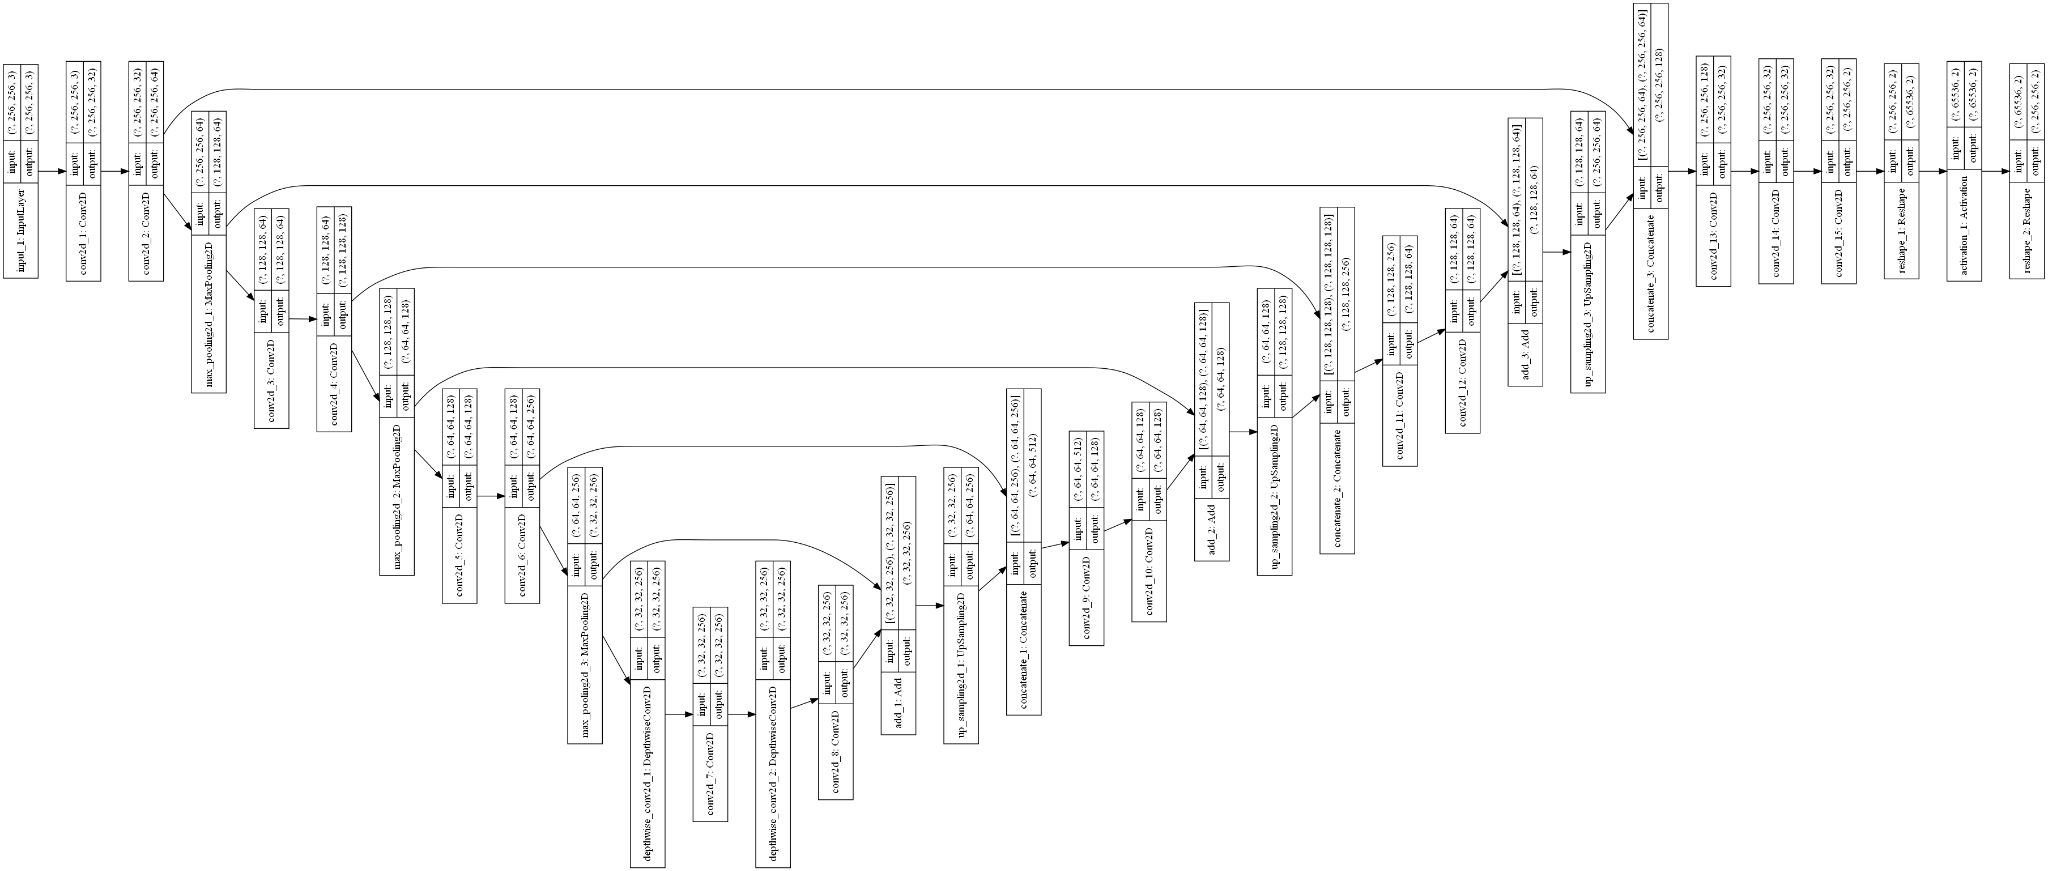 input_1: InputLayer
input: (?, 256, 256, 3)
output: (?, 256, 256, 3)
conv2d_1: Conv2D
input: (?, 256, 256, 3)
output: (?, 256, 256, 32)
conv2d_2: Conv2D
input: (?, 256, 256, 32)
output: (?, 256, 256, 64)
max_pooling2d_1: MaxPooling2D
input: (?, 256, 256, 64)
output: (?, 128, 128, 64)
conv2d_3: Conv2D
input: (?, 128, 128, 64)
output: (?, 128, 128, 64)
conv2d_4: Conv2D
input: (?, 128, 128, 64)
output: (?, 128, 128, 128)
max_pooling2d_2: MaxPooling2D
input: (?, 128, 128, 128)
output: (?, 64, 64, 128)
conv2d_5: Conv2D
input: (?, 64, 64, 128)
output: (?, 64, 64, 128)
conv2d_6: Conv2D
input: (?, 64, 64, 128)
output: (?, 64, 64, 256)
max_pooling2d_3: MaxPooling2D
input: (?, 64, 64, 256)
output: (?, 32, 32, 256)
depthwise_conv2d_1: DepthwiseConv2D
input: (?, 32, 32, 256)
output: (?, 32, 32, 256)
conv2d_7: Conv2D
input: (?, 32, 32, 256)
output: (?, 32, 32, 256)
depthwise_conv2d_2: DepthwiseConv2D
input: (?, 32, 32, 256)
output: (?, 32, 32, 256)
conv2d_8: Conv2D
input: (?, 32, 32, 256)
output: (?, 32, 32, 256)
add_1: Add
input: [(?, 32, 32, 256), (?, 32, 32, 256)]
output: (?, 32, 32, 256)
up_sampling2d_1: UpSampling2D
input: (?, 32, 32, 256)
output: (?, 64, 64, 256)
concatenate_1: Concatenate
input: [(?, 64, 64, 256), (?, 64, 64, 256)]
output: (?, 64, 64, 512)
conv2d_9: Conv2D
input: (?, 64, 64, 512)
output: (?, 64, 64, 128)
conv2d_10: Conv2D
input: (?, 64, 64, 128)
output: (?, 64, 64, 128)
add_2: Add
input: [(?, 64, 64, 128), (?, 64, 64, 128)]
output: (?, 64, 64, 128)
up_sampling2d_2: UpSampling2D
input: (?, 64, 64, 128)
output: (?, 128, 128, 128)
concatenate_2: Concatenate
input: [(?, 128, 128, 128), (?, 128, 128, 128)]
output: (?, 128, 128, 256)
conv2d_11: Conv2D
input: (?, 128, 128, 256)
output: (?, 128, 128, 64)
conv2d_12: Conv2D
input: (?, 128, 128, 64)
output: (?, 128, 128, 64)
add_3: Add
input: [(?, 128, 128, 64), (?, 128, 128, 64)]
output: (?, 128, 128, 64)
up_sampling2d_3: UpSampling2D
input: (?, 128, 128, 64)
output: (?, 256, 256, 64)
concatenate_3: Concatenate
input: [(?, 256, 256, 64), (?, 256, 256, 64)]
output: (?, 256, 256, 128)
conv2d_13: Conv2D
input: (?, 256, 256, 128)
output: (?, 256, 256, 32)
conv2d_14: Conv2D
input: (?, 256, 256, 32)
output: (?, 256, 256, 32)
conv2d_15: Conv2D
input: (?, 256, 256, 32)
output: (?, 256, 256, 2)
reshape_1: Reshape
input: (?, 256, 256, 2)
output: (?, 65536, 2)
activation_1: Activation
input: (?, 65536, 2)
output: (?, 65536, 2)
reshape_2: Reshape
input: (?, 65536, 2)
output: (?, 256, 256, 2)